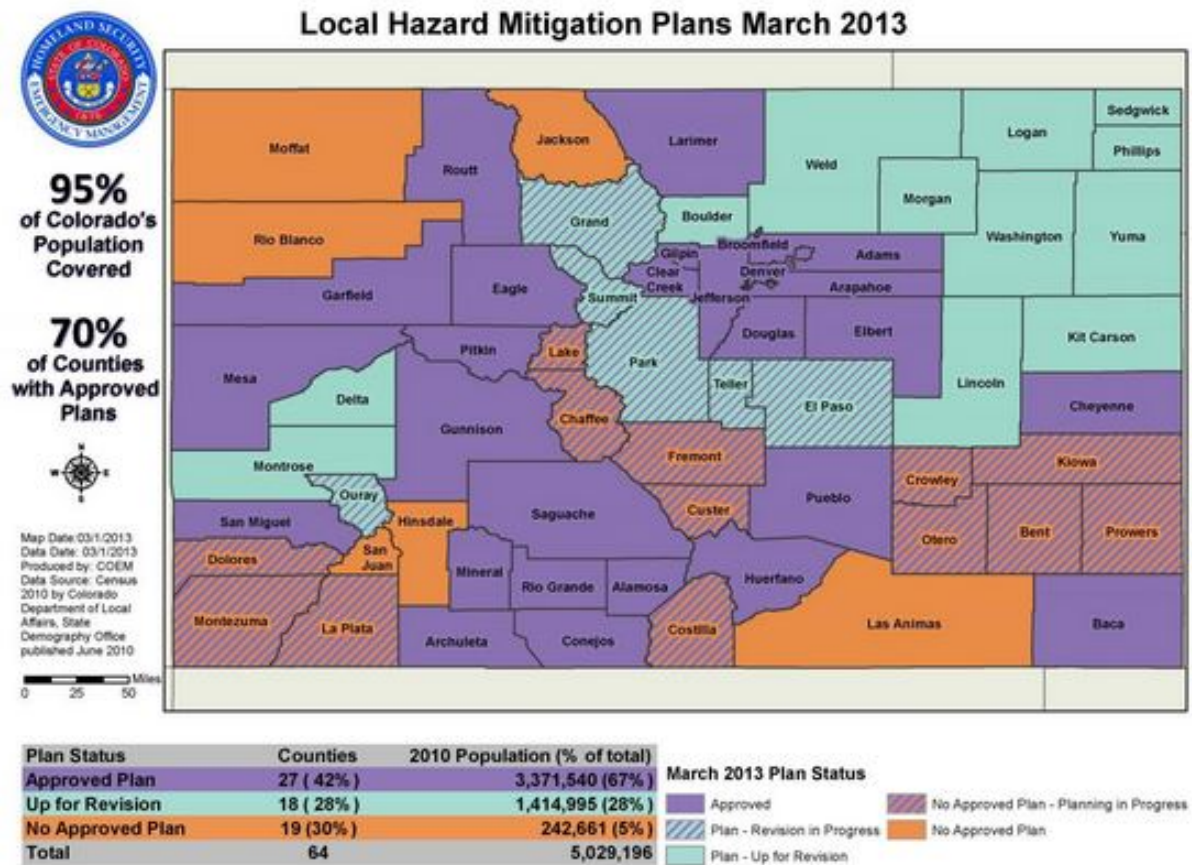 Local Hazard Mitigation Plans March 2013
HOMELAND SECURITY
STATE OF COLORADO
1876
EMERGENCY MANAGEMENT
95%
of Colorado's
Population
Covered
70%
of Counties
with Approved
Plans
N
W E
S
Map Date:03/1/2013
Data Date: 03/1/2013
Produced by: COEM
Data Source: Census
2010 by Colorado
Department of Local
Affairs, State
Demography Office
published June 2010
Miles
0 25 50
Moffat
Routt
Jackson
Larimer
Weld
Logan
Sedgwick
Phillips
Morgan
Rio Blanco
Grand
Boulder
Washington
Yuma
Broomfield
Gilpin
Adams
Clear
Creek
Denver
Arapahoe
Garfield
Eagle
Summit
Jefferson
Douglas
Elbert
Kit Carson
Lincoln
Mesa
Pitkin
Lake
Park
Teller
El Paso
Cheyenne
Delta
Chaffee
Gunnison
Fremont
Kiowa
Crowley
Montrose
Ouray
Hinsdale
Saguache
Custer
Pueblo
San Miguel
Otero
Bent
Prowers
Dolores
San
Juan
Mineral
Rio Grande
Alamosa
Huerfano
Montezuma
La Plata
Archuleta
Conejos
Costilla
Las Animas
Baca
Plan Status Counties 2010 Population (% of total)
Approved Plan 27 ( 42% ) 3,371,540 (67% )
Up for Revision 18 ( 28% ) 1,414,995 (28% )
No Approved Plan 19 (30%) 242,661 (5% )
Total 64 5,029,196
March 2013 Plan Status
Approved
Plan - Revision in Progress
Plan - Up for Revision
No Approved Plan - Planning in Progress
No Approved Plan